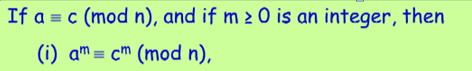 If a ≡ c (mod n), and if m ≥ 0 is an integer, then
(i) aᵐ ≡ cᵐ (mod n),